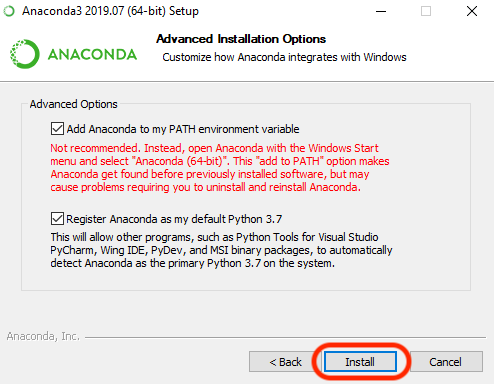 Anaconda3 2019.07 (64-bit) Setup
Advanced Installation Options
ANACONDA
Customize how Anaconda integrates with Windows
Advanced Options
Add Anaconda to my PATH environment variable
Not recommended. Instead, open Anaconda with the Windows Start
menu and select "Anaconda (64-bit)". This "add to PATH" option makes
Anaconda get found before previously installed software, but may
cause problems requiring you to uninstall and reinstall Anaconda.
Register Anaconda as my default Python 3.7
This will allow other programs, such as Python Tools for Visual Studio
PyCharm, Wing IDE, PyDev, and MSI binary packages, to automatically
detect Anaconda as the primary Python 3.7 on the system.
Anaconda, Inc.
< Back
Install
Cancel